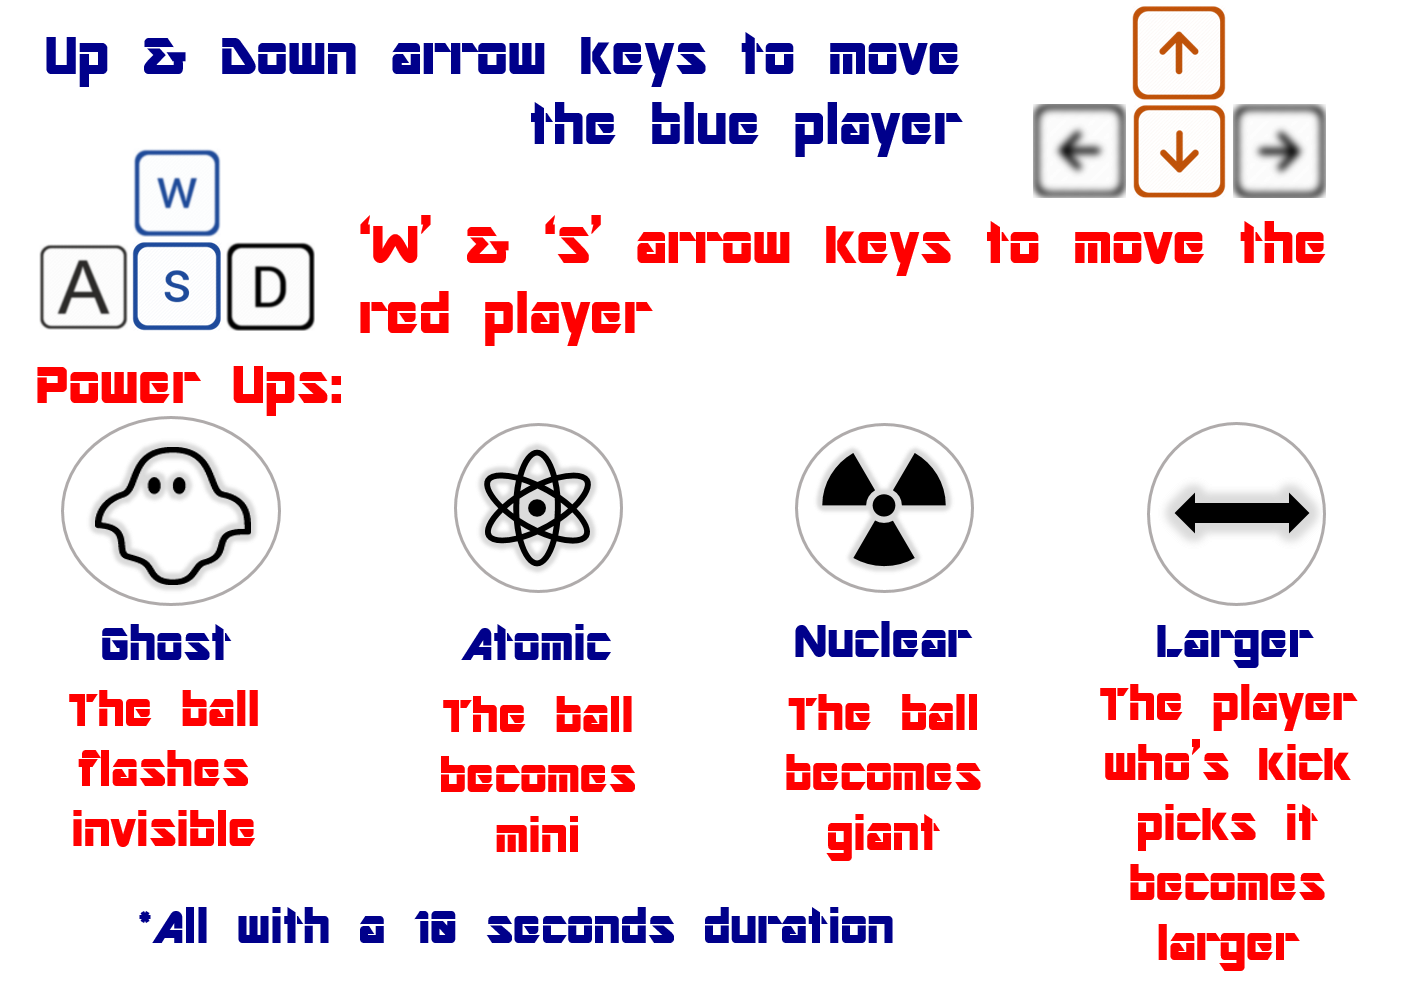 Up & Down arrow keys to move
the blue player
↑
← ↓ →
W
A S D
‘W’ & ‘S’ arrow keys to move the
red player
Power Ups:
Ghost
The ball
flashes
invisible
Atomic
The ball
becomes
mini
Nuclear
The ball
becomes
giant
Larger
The player
who’s kick
picks it
becomes
larger
*All with a 10 seconds duration